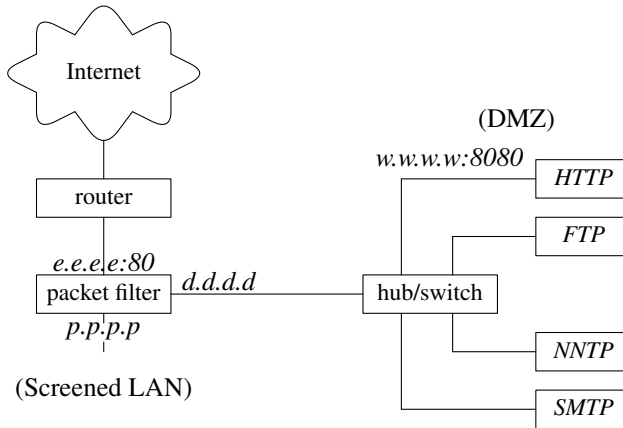 Internet
(DMZ)
w.w.w.w:8080
HTTP
router
FTP
e.e.e.e:80
packet filter
d.d.d.d
hub/switch
p.p.p.p
NNTP
(Screened LAN)
SMTP